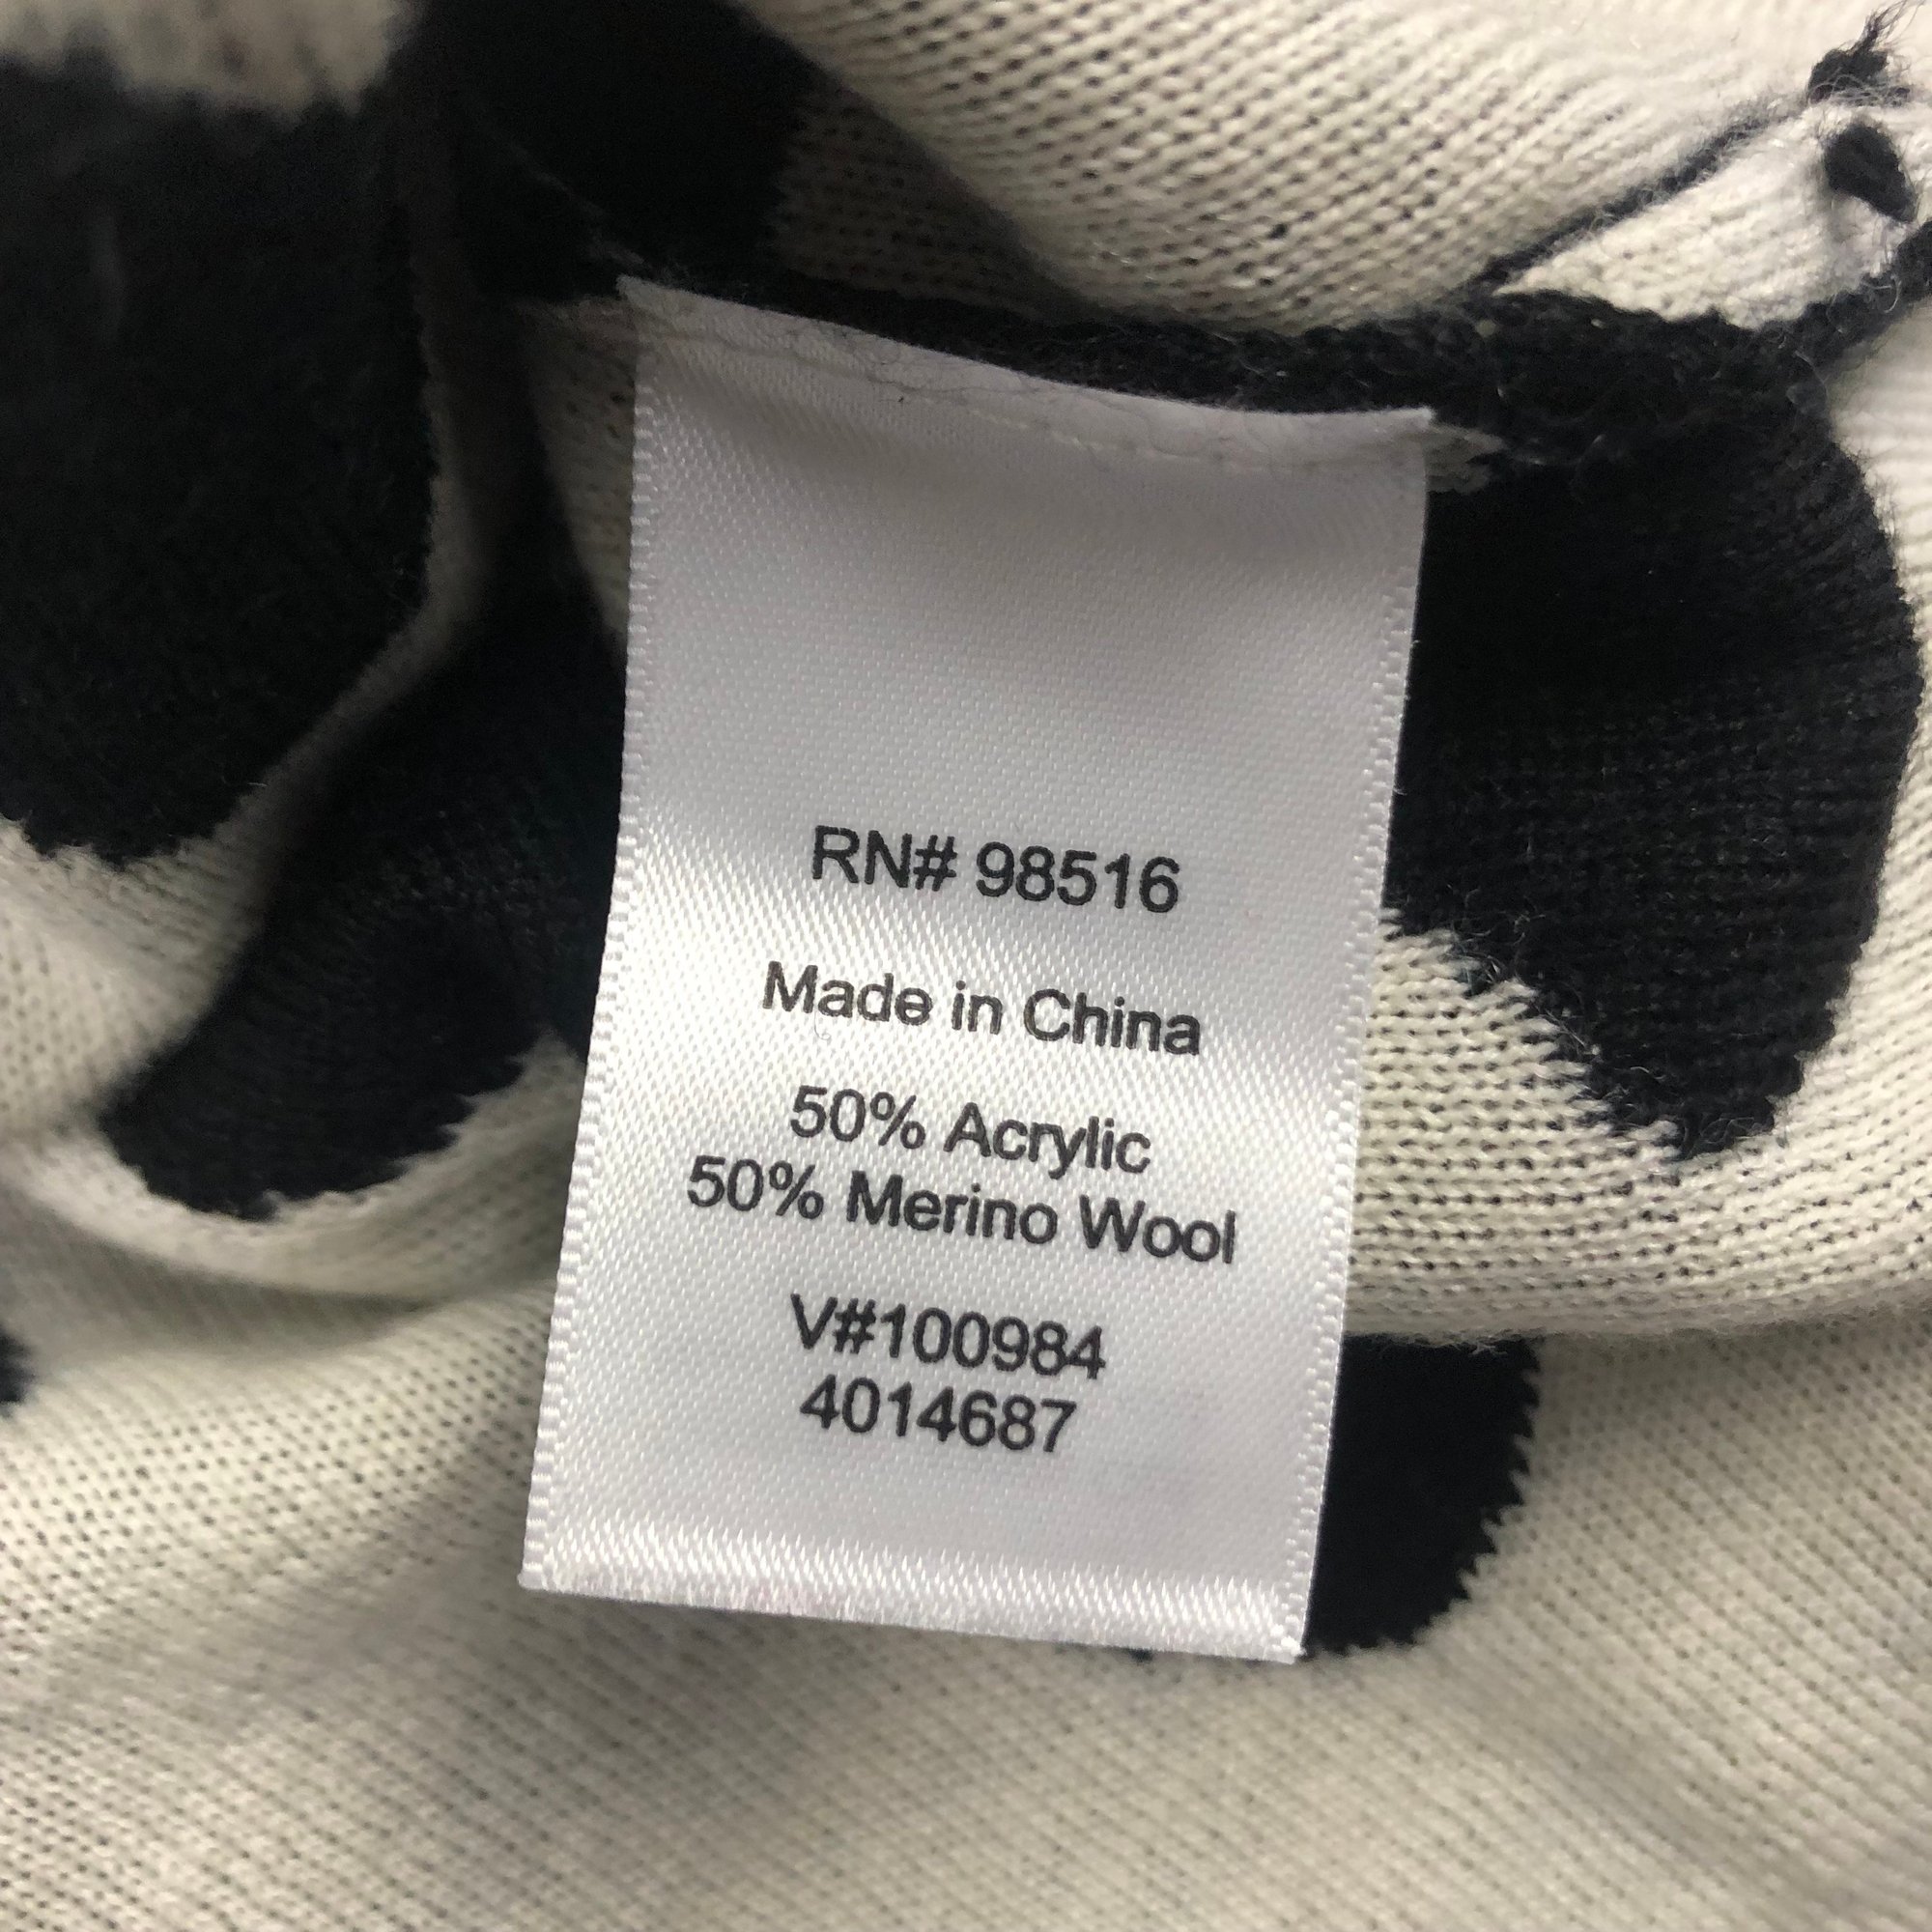 RN# 98516
Made in China
50% Acrylic
50% Merino Wool
V#100984
4014687